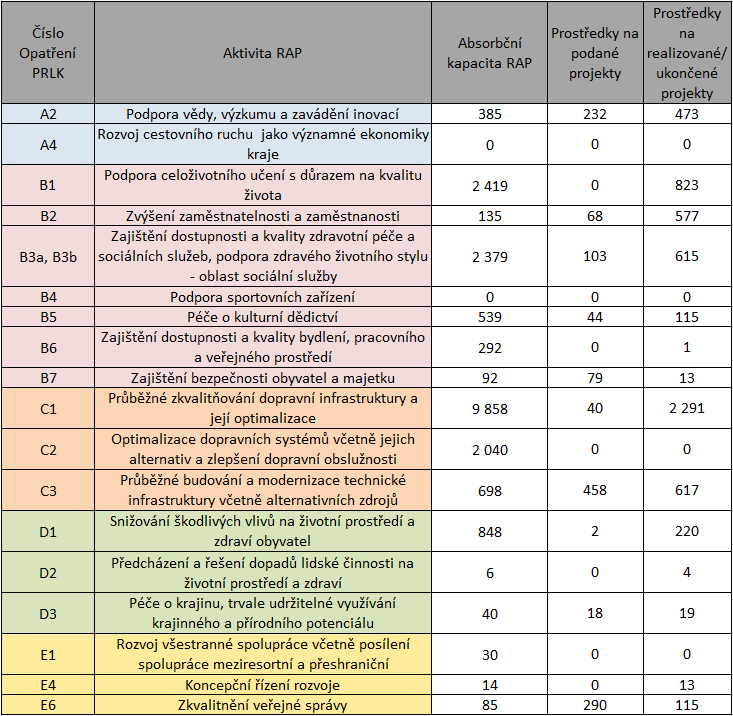 Číslo
Opatření
PRLK
Aktivita RAP
Absorbční
kapacita RAP
Prostředky na
podané
projekty
Prostředky
na
realizované/
ukončené
projekty
A2 Podpora vědy, výzkumu a zavádění inovací 385 232 473
A4 Rozvoj cestovního ruchu jako významné ekonomiky
kraje 0 0 0
B1 Podpora celoživotního učení s důrazem na kvalitu
života 2 419 0 823
B2 Zvýšení zaměstnatelnosti a zaměstnanosti 135 68 577
B3a, B3b Zajištění dostupnosti a kvality zdravotní péče a
sociálních služeb, podpora zdravého životního stylu
- oblast sociální služby 2 379 103 615
B4 Podpora sportovních zařízení 0 0 0
B5 Péče o kulturní dědictví 539 44 115
B6 Zajištění dostupnosti a kvality bydlení, pracovního
a veřejného prostředí 292 0 1
B7 Zajištění bezpečnosti obyvatel a majetku 92 79 13
C1 Průběžné zkvalitňování dopravní infrastruktury a
její optimalizace 9 858 40 2 291
C2 Optimalizace dopravních systémů včetně jejich
alternativ a zlepšení dopravní obslužnosti 2 040 0 0
C3 Průběžné budování a modernizace technické
infrastruktury včetně alternativních zdrojů 698 458 617
D1 Snižování škodlivých vlivů na životní prostředí a
zdraví obyvatel 848 2 220
D2 Předcházení a řešení dopadů lidské činnosti na
životní prostředí a zdraví 6 0 4
D3 Péče o krajinu, trvale udržitelné využívání
krajinného a přírodního potenciálu 40 18 19
E1 Rozvoj všestranné spolupráce včetně posílení
spolupráce meziresortní a přeshraniční 30 0 0
E4 Koncepční řízení rozvoje 14 0 13
E6 Zkvalitnění veřejné správy 85 290 115